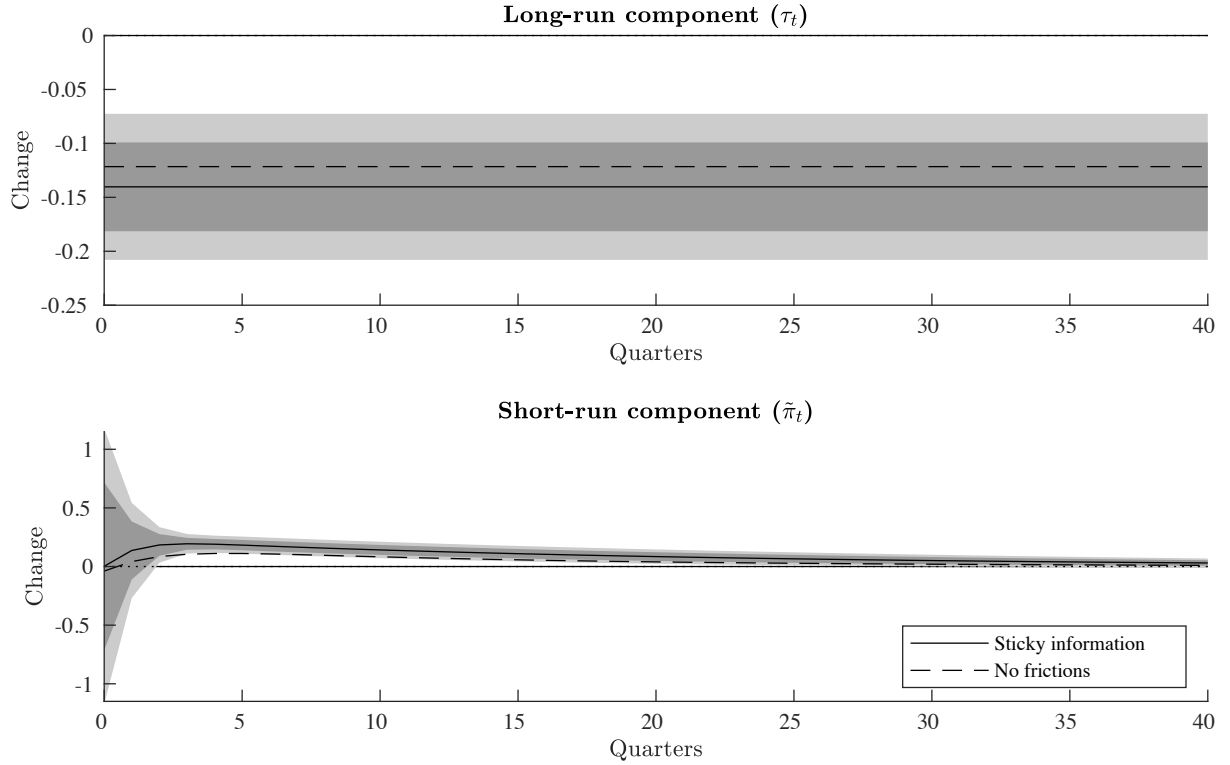 Long-run component (τₜ)
0
-0.05
-0.1
-0.15
-0.2
-0.25
Change
0 5 10 15 20 25 30 35 40
Quarters
Short-run component (π̃ₜ)
1
0.5
0
-0.5
-1
Change
Sticky information
No frictions
0 5 10 15 20 25 30 35 40
Quarters